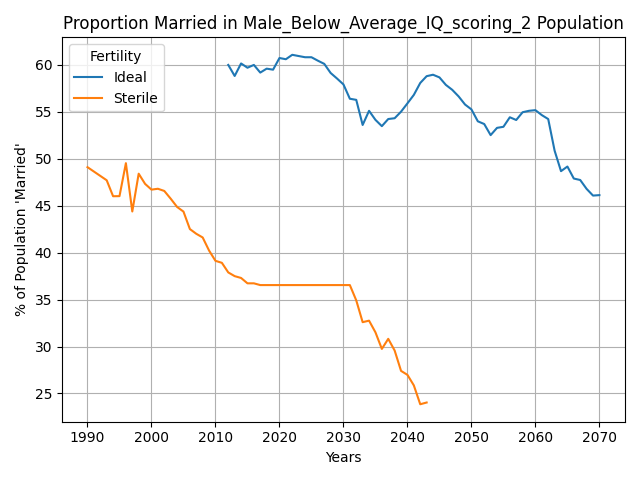 Proportion Married in Male_Below_Average_IQ_scoring_2 Population
Fertility
Ideal
Sterile
% of Population 'Married'
60
55
50
45
40
35
30
25
1990 2000 2010 2020 2030 2040 2050 2060 2070
Years